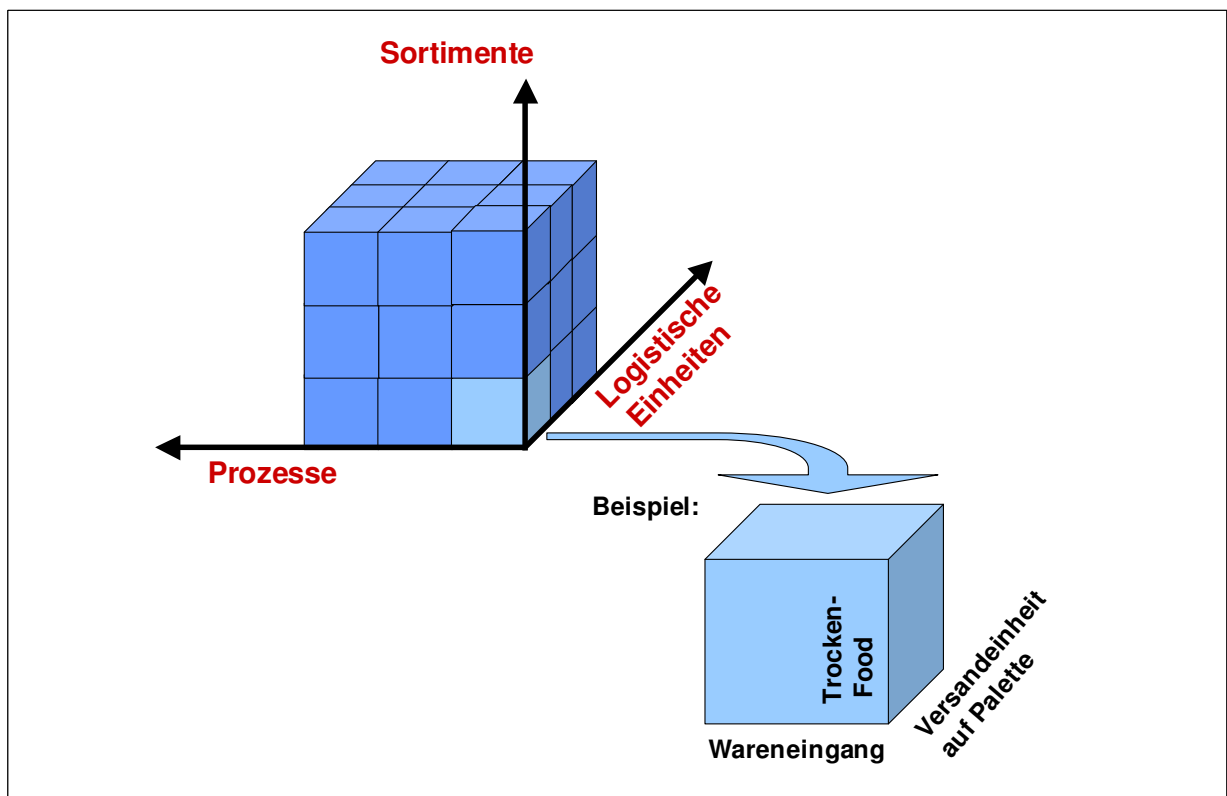 Sortimente
Logistische
Einheiten
Prozesse
Beispiel:
Trocken-
Food
Versandeinheit
auf Palette
Wareneingang